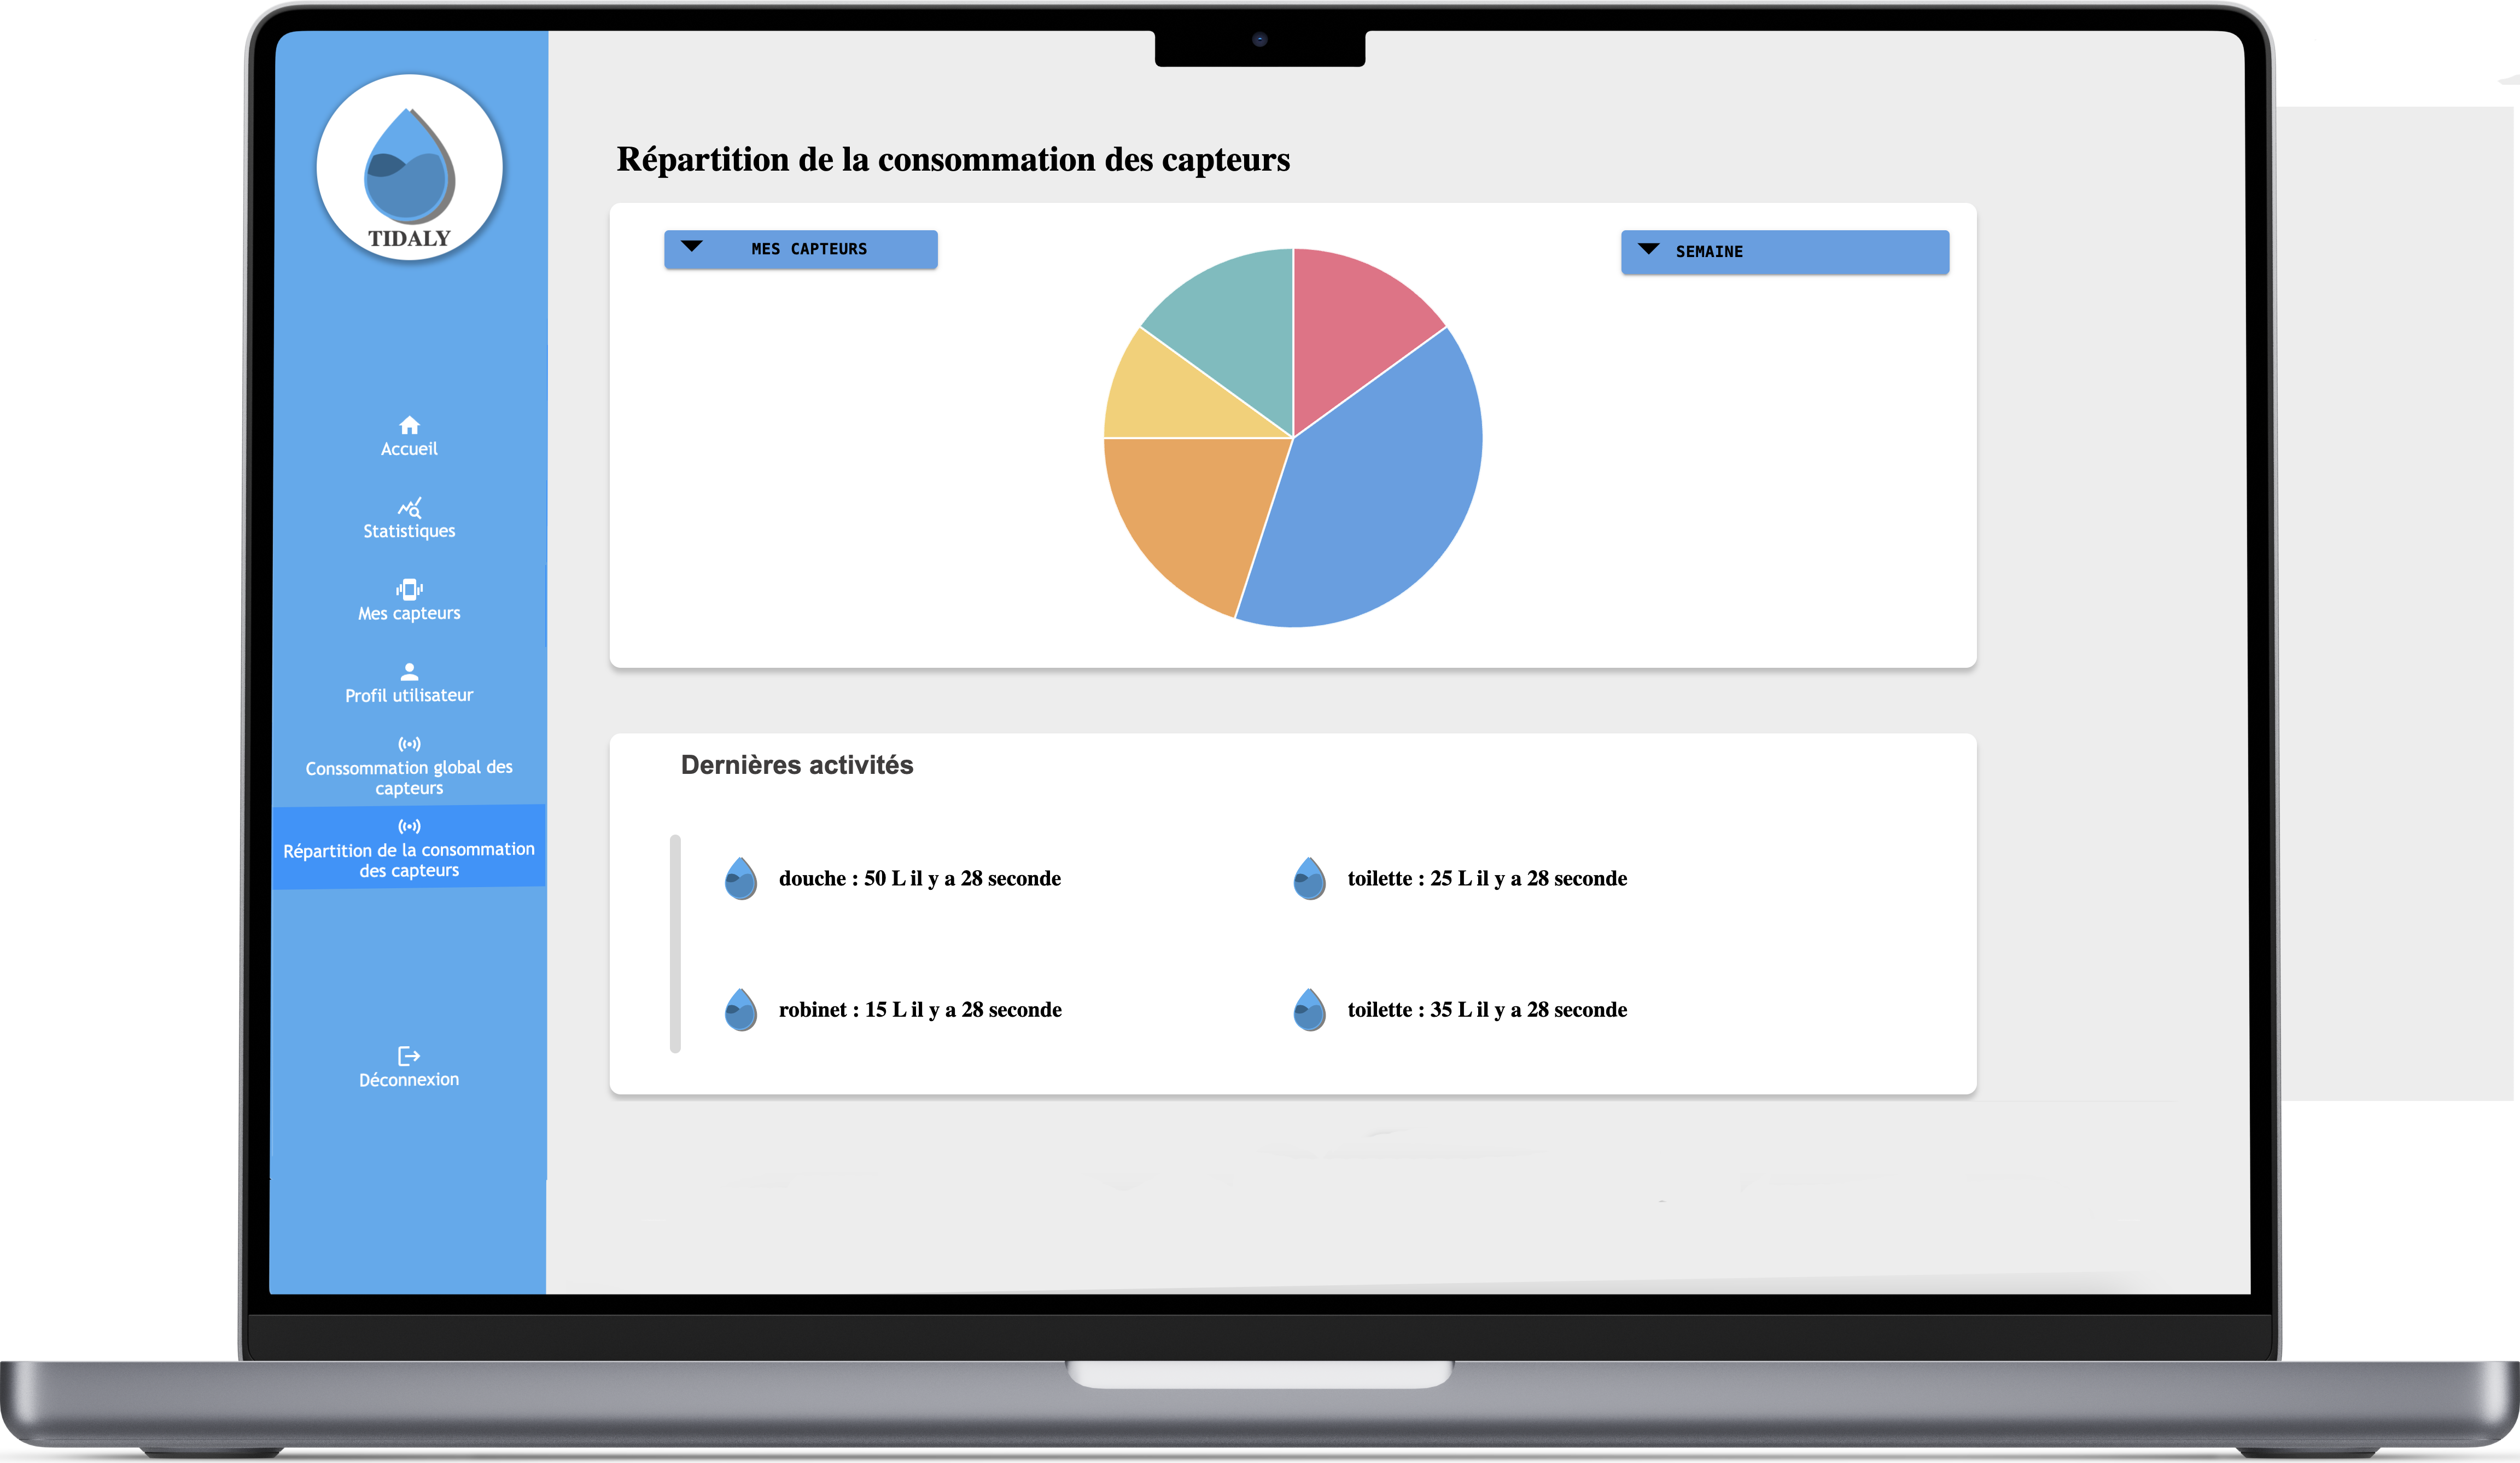 TIDALY
Accueil
Statistiques
Mes capteurs
Profil utilisateur
Conssommation global des
capteurs
Répartition de la consommation
des capteurs
Déconnexion
Répartition de la consommation des capteurs
MES CAPTEURS
SEMAINE
Dernières activités
douche : 50 L il y a 28 seconde
toilette : 25 L il y a 28 seconde
robinet : 15 L il y a 28 seconde
toilette : 35 L il y a 28 seconde